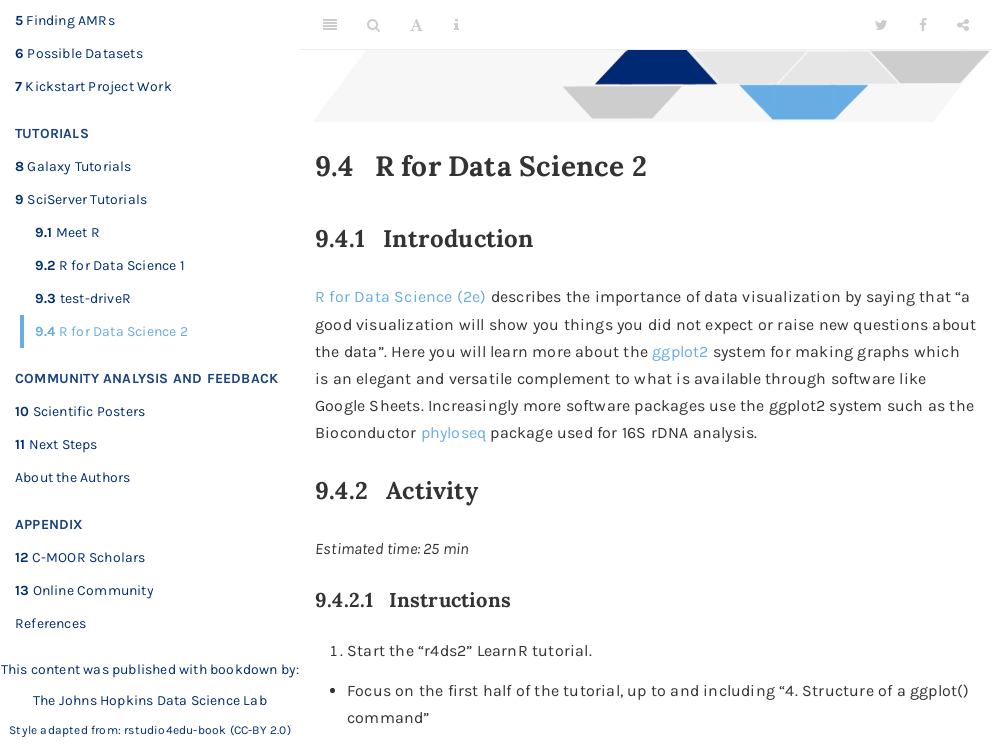 5 Finding AMRs
6 Possible Datasets
7 Kickstart Project Work
TUTORIALS
8 Galaxy Tutorials
9 SciServer Tutorials
9.1 Meet R
9.2 R for Data Science 1
9.3 test-driveR
9.4 R for Data Science 2
COMMUNITY ANALYSIS AND FEEDBACK
10 Scientific Posters
11 Next Steps
About the Authors
APPENDIX
12 C-MOOR Scholars
13 Online Community
References
This content was published with bookdown by:
The Johns Hopkins Data Science Lab
Style adapted from: rstudio4edu-book (CC-BY 2.0)
9.4 R for Data Science 2
9.4.1 Introduction
R for Data Science (2e) describes the importance of data visualization by saying that “a
good visualization will show you things you did not expect or raise new questions about
the data”. Here you will learn more about the ggplot2 system for making graphs which
is an elegant and versatile complement to what is available through software like
Google Sheets. Increasingly more software packages use the ggplot2 system such as the
Bioconductor phyloseq package used for 16S rDNA analysis.
9.4.2 Activity
Estimated time: 25 min
9.4.2.1 Instructions
1. Start the “r4ds2” LearnR tutorial.
• Focus on the first half of the tutorial, up to and including “4. Structure of a ggplot()
command”